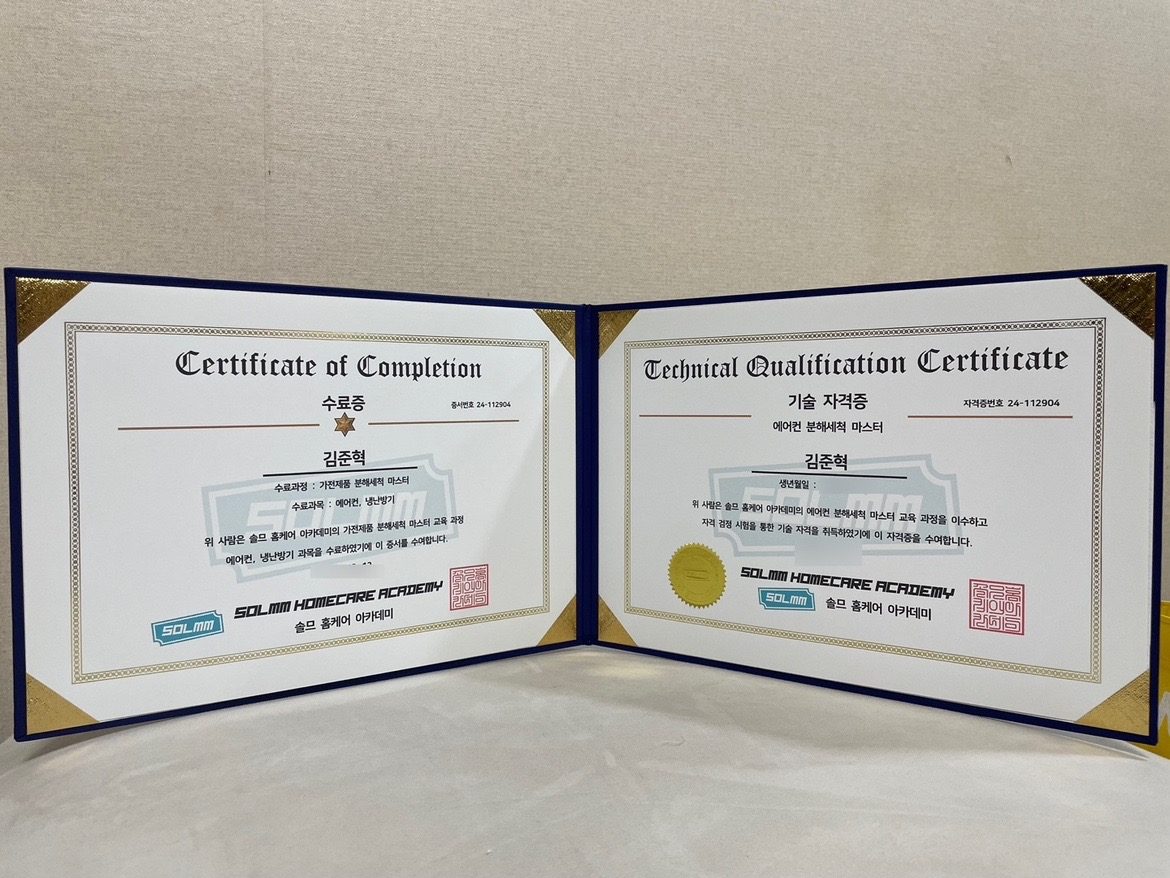 Certificate of Completion
수료증
증서번호 24-112904
김준혁
수료과정 : 가전제품 분해세척 마스터
수료과목 : 에어컨, 냉난방기
SOLMM
위 사람은 솔므 홈케어 아카데미의 가전제품 분해세척 마스터 교육 과정
에어컨, 냉난방기 과목을 수료하였기에 이 증서를 수여합니다.
SOLMM HOMECARE ACADEMY
SOLMM
솔므 홈케어 아카데미
Technical Qualification Certificate
기술 자격증
자격증번호 24-112904
에어컨 분해세척 마스터
김준혁
생년월일 :
SOLMM
위 사람은 솔므 홈케어 아카데미의 에어컨 분해세척 마스터 교육 과정을 이수하고
자격 검정 시험을 통한 기술 자격을 취득하였기에 이 자격증을 수여합니다.
SOLMM HOMECARE ACADEMY
SOLMM
솔므 홈케어 아카데미